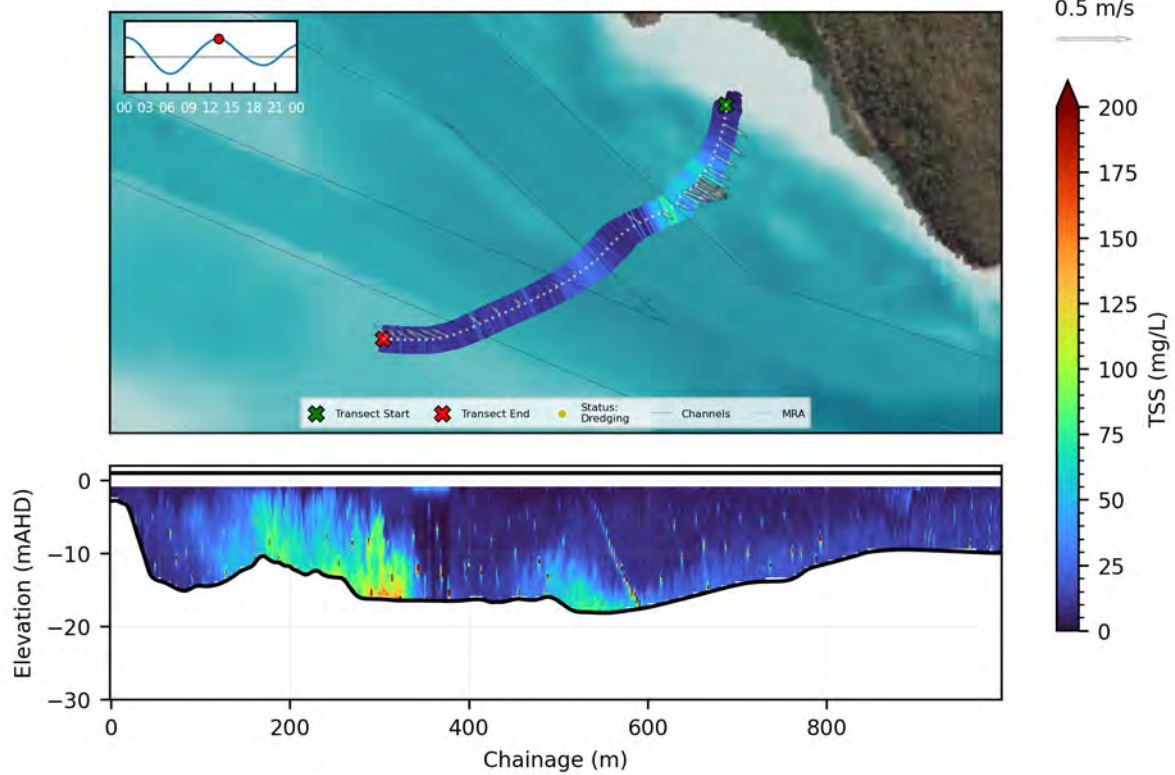 0.5 m/s
00 03 06 09 12 15 18 21 00
Transect Start
Transect End
Status:
Dredging
Channels
MRA
200
175
150
125
100
75
50
25
0
TSS (mg/L)
0
−10
−20
−30
Elevation (mAHD)
0 200 400 600 800
Chainage (m)